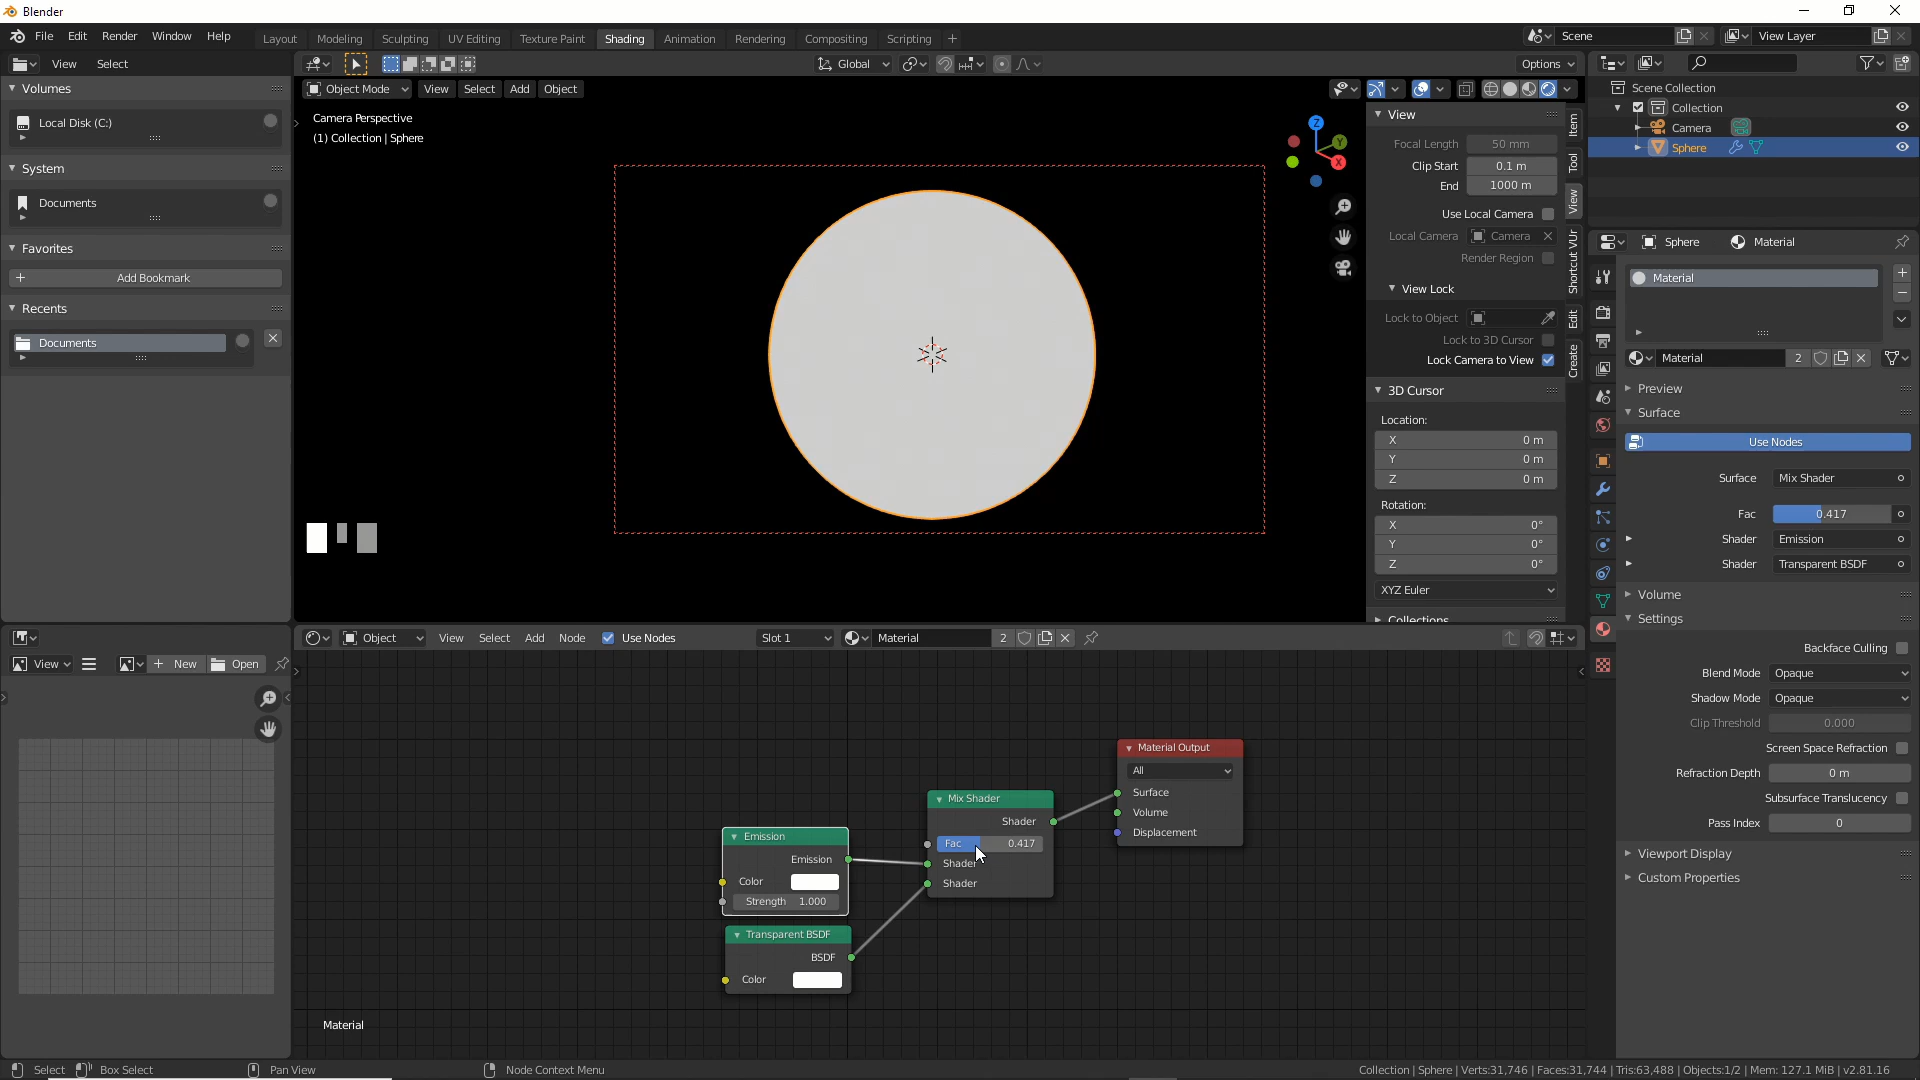 Blender
File Edit Render Window Help
Layout Modeling Sculpting UV Editing Texture Paint Shading Animation Rendering Compositing Scripting +
Scene
View Layer
View Select
Volumes
Local Disk (C:)
System
Documents
Favorites
+ Add Bookmark
Recents
Documents
Global
Options
Object Mode View Select Add Object
Camera Perspective
(1) Collection | Sphere
Z
Y
X
View
Focal Length 50 mm
Clip Start 0.1 m
End 1000 m
Use Local Camera
Local Camera Camera
Render Region
View Lock
Lock to Object
Lock to 3D Cursor
Lock Camera to View
3D Cursor
Location:
X 0 m
Y 0 m
Z 0 m
Rotation:
X 0°
Y 0°
Z 0°
XYZ Euler
Collections
Item
Tool
View
Shortcut VUr
Edit
Create
Scene Collection
Collection
Camera
Sphere
Sphere Material
Material
Material 2
Preview
Surface
Use Nodes
Surface Mix Shader
Fac 0.417
Shader Emission
Shader Transparent BSDF
Volume
Settings
Backface Culling
Blend Mode Opaque
Shadow Mode Opaque
Clip Threshold 0.000
Screen Space Refraction
Refraction Depth 0 m
Subsurface Translucency
Pass Index 0
Viewport Display
Custom Properties
View + New Open
Object View Select Add Node Use Nodes Slot 1 Material 2
Material Output
All
Surface
Volume
Displacement
Mix Shader
Shader
Fac 0.417
Shader
Shader
Emission
Emission
Color
Strength 1.000
Transparent BSDF
BSDF
Color
Material
Select Box Select Pan View Node Context Menu
Collection | Sphere | Verts:31,746 | Faces:31,744 | Tris:63,488 | Objects:1/2 | Mem: 127.1 MiB | v2.81.16